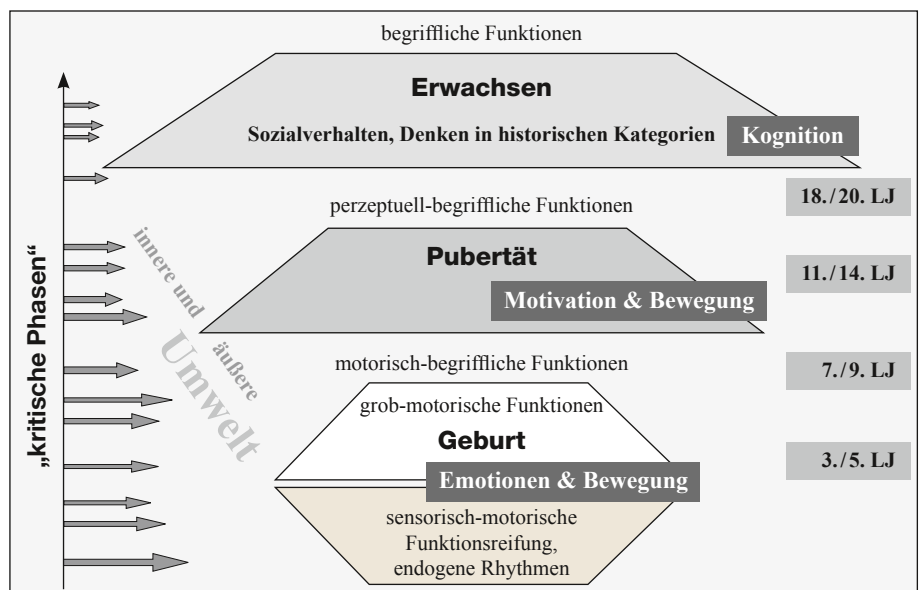 begriffliche Funktionen
Erwachsen
Sozialverhalten, Denken in historischen Kategorien
Kognition
18./20. LJ
perzeptuell-begriffliche Funktionen
Pubertät
Motivation & Bewegung
11./14. LJ
„kritische Phasen“
innere und
äußere
Umwelt
motorisch-begriffliche Funktionen
7./9. LJ
grob-motorische Funktionen
Geburt
Emotionen & Bewegung
3./5. LJ
sensorisch-motorische
Funktionsreifung,
endogene Rhythmen